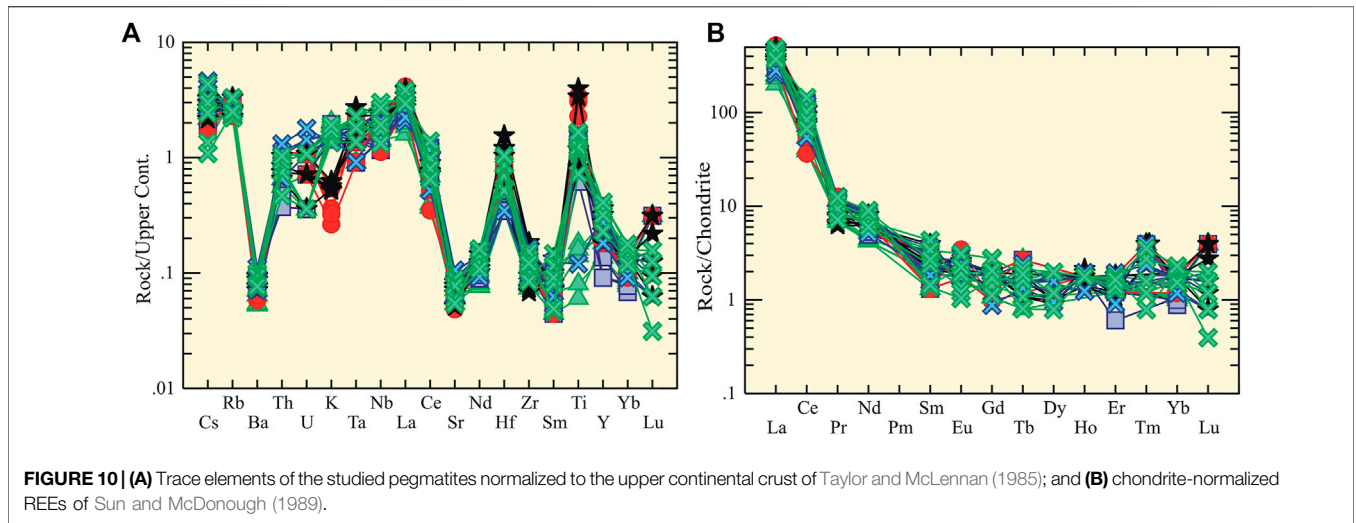 A
10
1
.1
.01
Rock/Upper Cont.
Rb Ba Th K Nb Ce Nd Zr Ti Yb
Cs Ba U Ta La Sr Hf Sm Y Lu
B
100
10
1
.1
Rock/Chondrite
Ce Nd Sm Gd Dy Er Yb
La Pr Pm Eu Tb Ho Tm Lu
FIGURE 10 | (A) Trace elements of the studied pegmatites normalized to the upper continental crust of Taylor and McLennan (1985); and (B) chondrite-normalized
REEs of Sun and McDonough (1989).